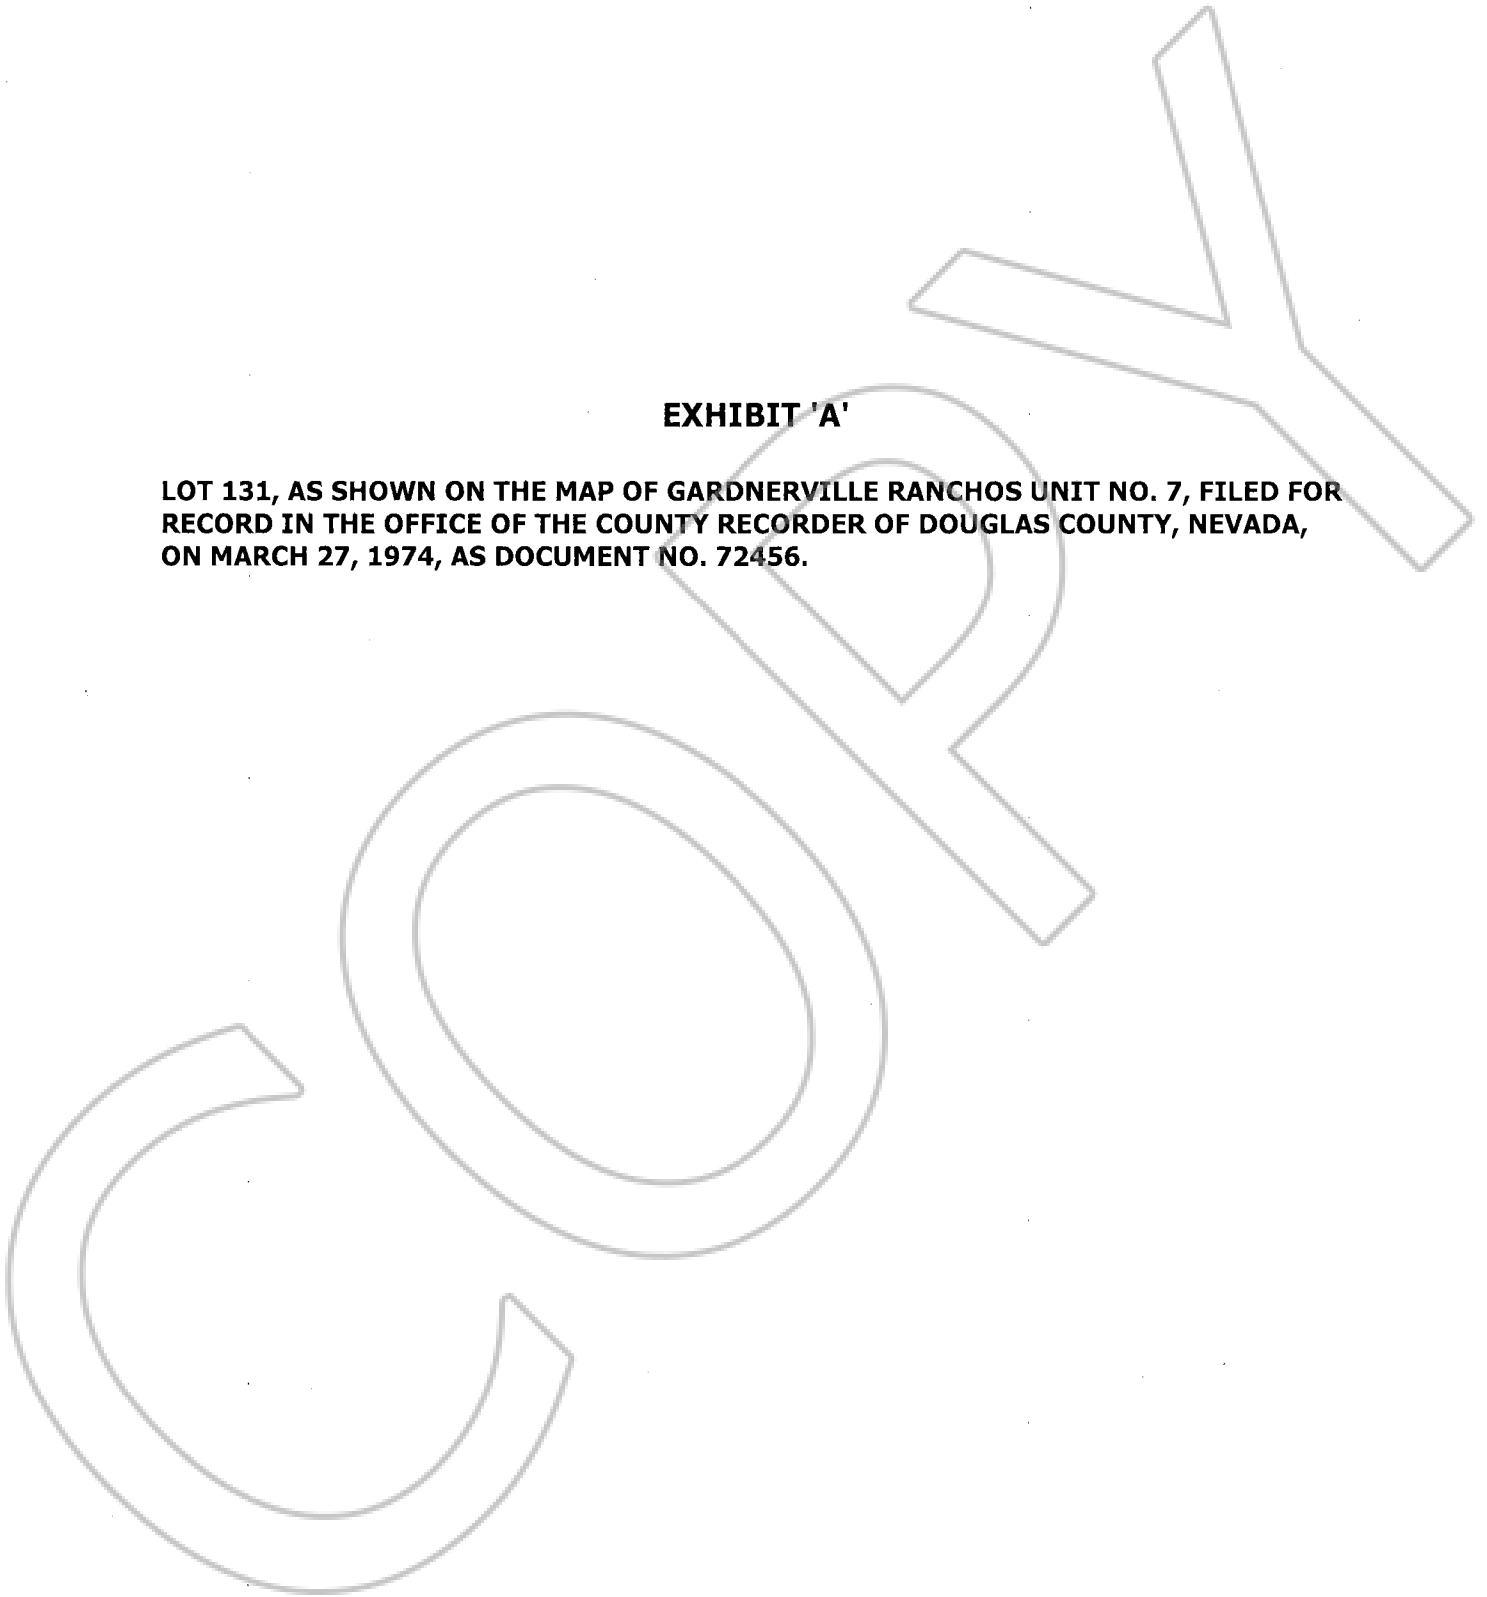 EXHIBIT 'A'
LOT 131, AS SHOWN ON THE MAP OF GARDNERVILLE RANCHOS UNIT NO. 7, FILED FOR
RECORD IN THE OFFICE OF THE COUNTY RECORDER OF DOUGLAS COUNTY, NEVADA,
ON MARCH 27, 1974, AS DOCUMENT NO. 72456.
COPY